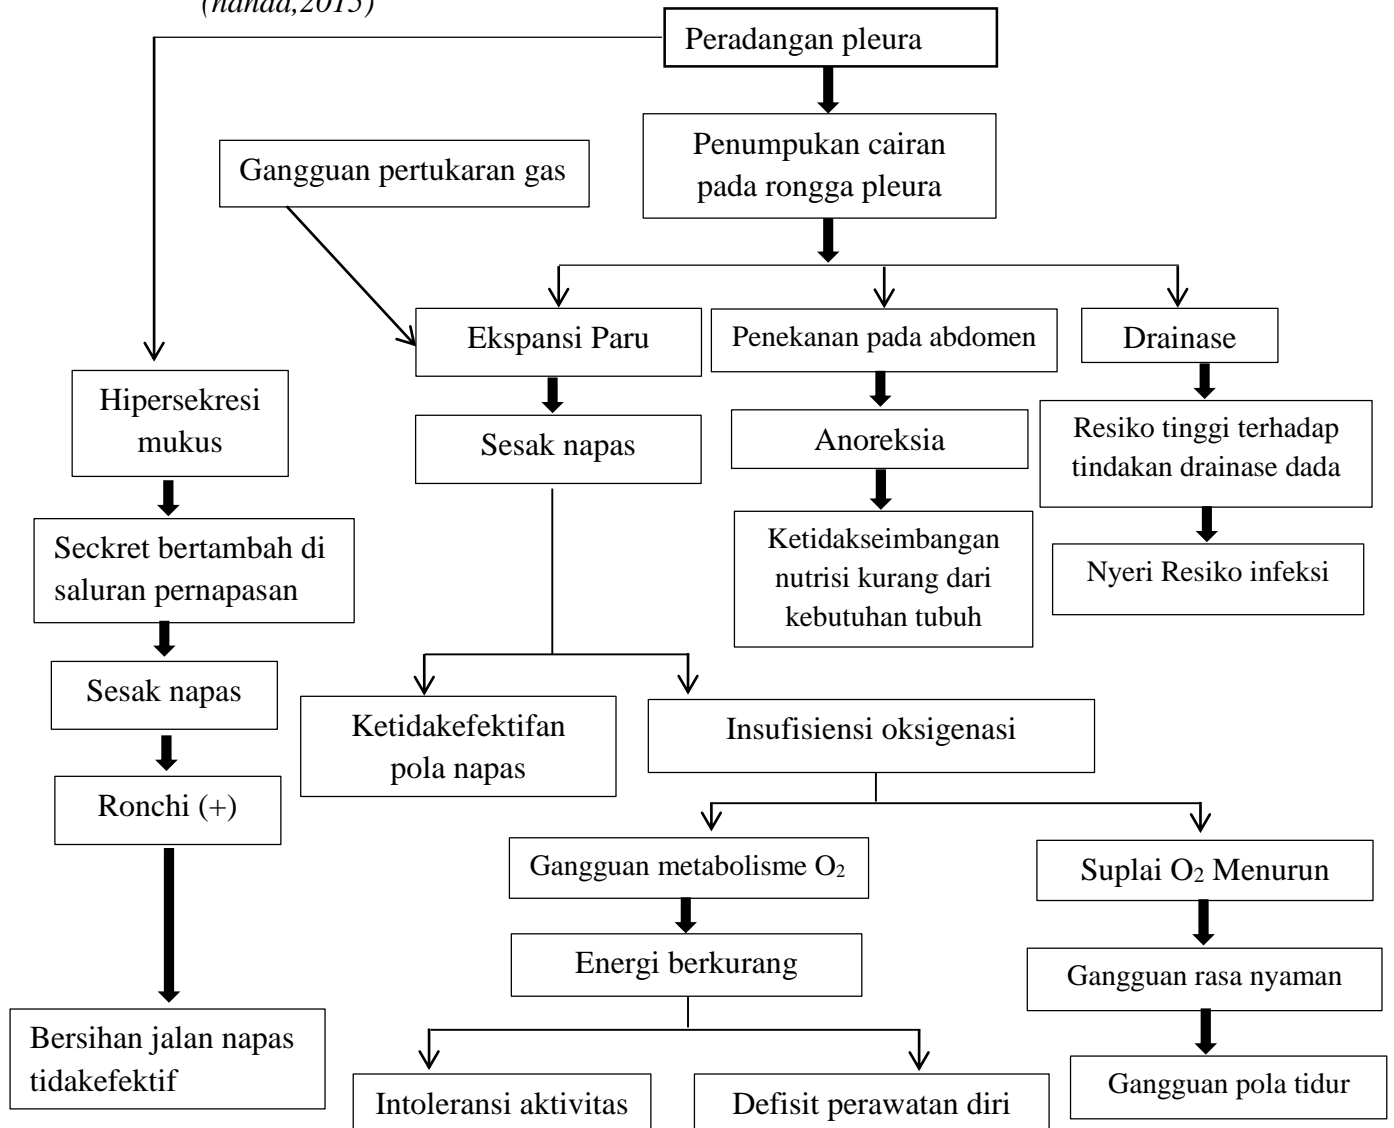 (nanda,2015)
Peradangan pleura
Penumpukan cairan
pada rongga pleura
Gangguan pertukaran gas
Ekspansi Paru
Penekanan pada abdomen
Drainase
Hipersekresi
mukus
Sesak napas
Anoreksia
Resiko tinggi terhadap
tindakan drainase dada
Seckret bertambah di
saluran pernapasan
Ketidakseimbangan
nutrisi kurang dari
kebutuhan tubuh
Nyeri Resiko infeksi
Sesak napas
Ketidakefektifan
pola napas
Insufisiensi oksigenasi
Ronchi (+)
Gangguan metabolisme O₂
Suplai O₂ Menurun
Energi berkurang
Gangguan rasa nyaman
Bersihan jalan napas
tidakefektif
Intoleransi aktivitas
Defisit perawatan diri
Gangguan pola tidur